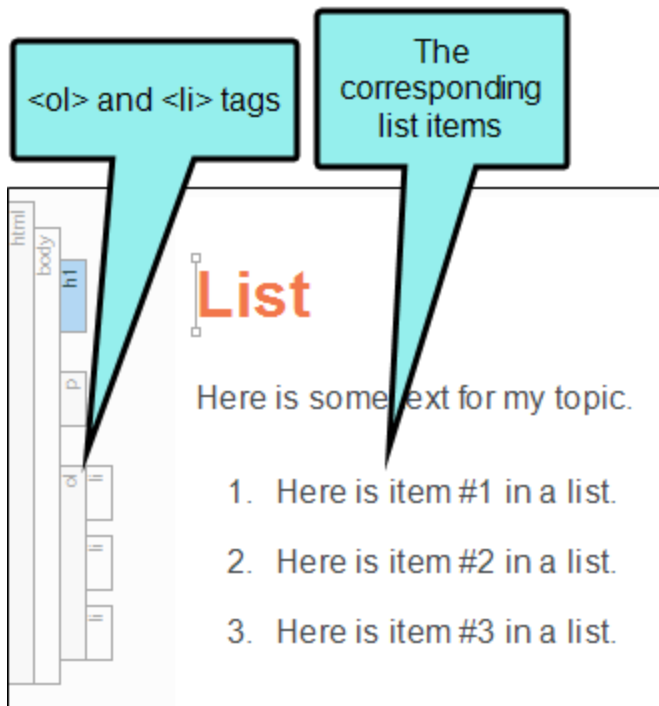 <ol> and <li> tags
The
corresponding
list items
html
body
h1
p
ol
li
li
li
List
Here is some text for my topic.
1. Here is item #1 in a list.
2. Here is item #2 in a list.
3. Here is item #3 in a list.